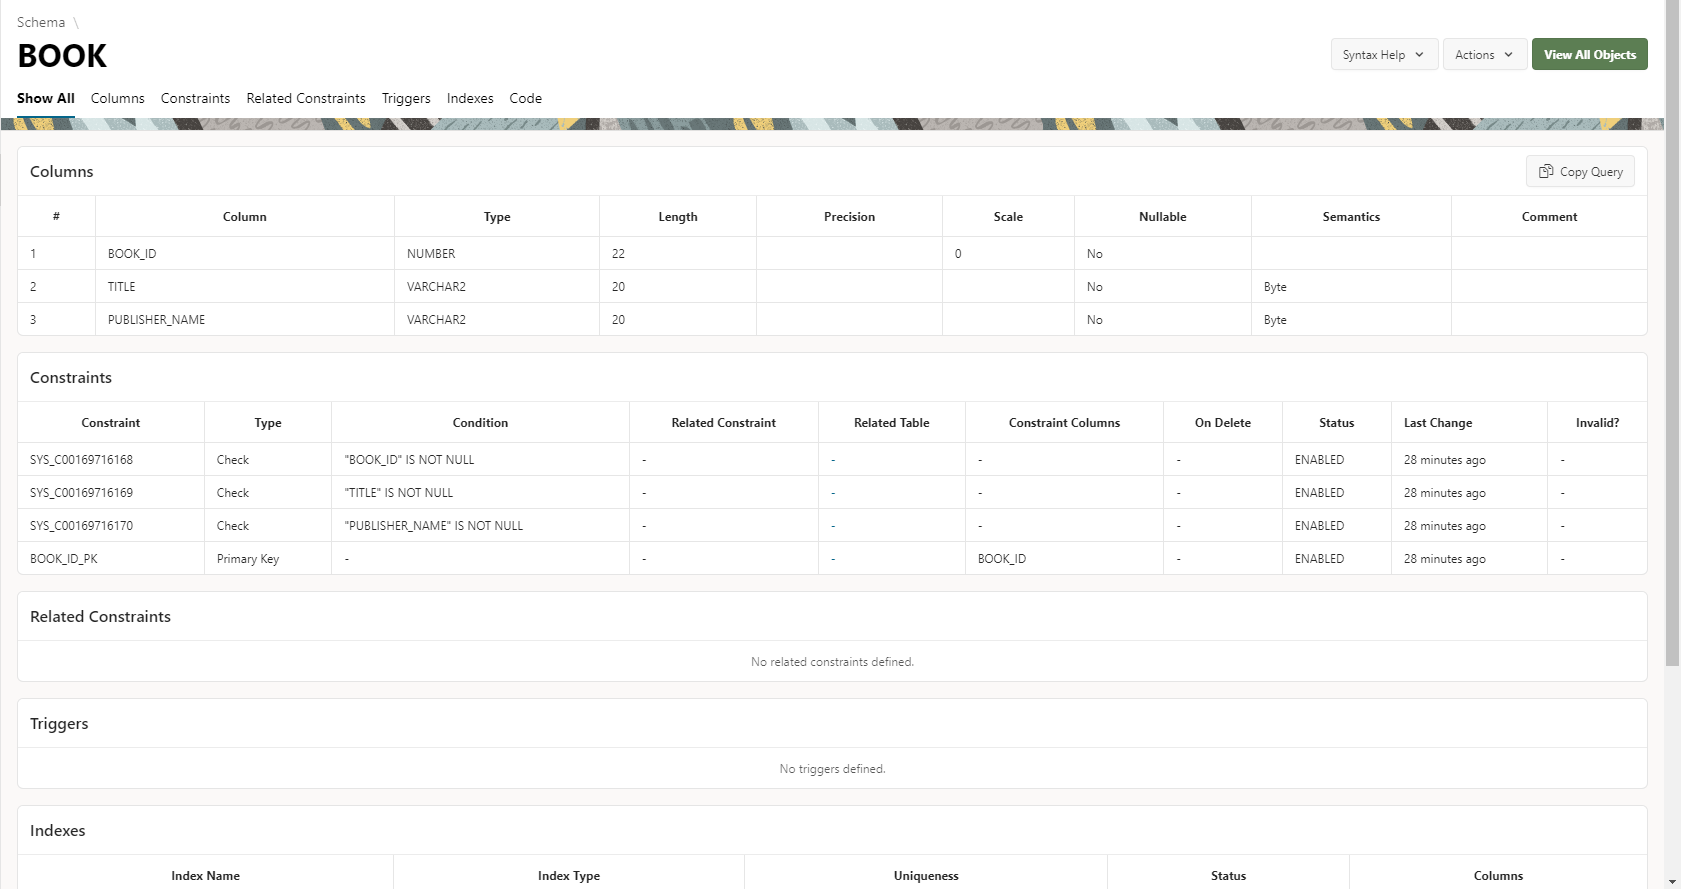 Schema \
BOOK
Syntax Help Actions View All Objects
Show All Columns Constraints Related Constraints Triggers Indexes Code
Columns Copy Query
# Column Type Length Precision Scale Nullable Semantics Comment
1 BOOK_ID NUMBER 22 0 No
2 TITLE VARCHAR2 20 No Byte
3 PUBLISHER_NAME VARCHAR2 20 No Byte
Constraints
Constraint Type Condition Related Constraint Related Table Constraint Columns On Delete Status Last Change Invalid?
SYS_C00169716168 Check "BOOK_ID" IS NOT NULL - - - - ENABLED 28 minutes ago -
SYS_C00169716169 Check "TITLE" IS NOT NULL - - - - ENABLED 28 minutes ago -
SYS_C00169716170 Check "PUBLISHER_NAME" IS NOT NULL - - - - ENABLED 28 minutes ago -
BOOK_ID_PK Primary Key - - - BOOK_ID - ENABLED 28 minutes ago -
Related Constraints
No related constraints defined.
Triggers
No triggers defined.
Indexes
Index Name Index Type Uniqueness Status Columns